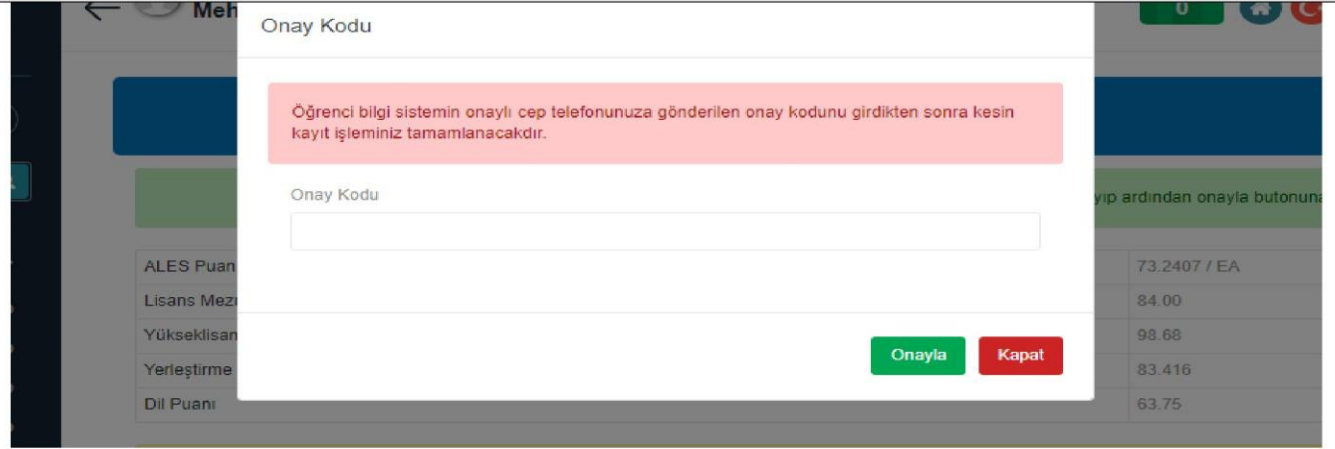 Meh
0
Onay Kodu
Öğrenci bilgi sistemin onaylı cep telefonunuza gönderilen onay kodunu girdikten sonra kesin
kayıt işleminiz tamamlanacakdır.
Onay Kodu
yıp ardından onayla butonuna
ALES Puan 73.2407 / EA
Lisans Mezu 84.00
Yükseklisan 98.68
Yerleştirme 83.416
Dil Puanı 63.75
Onayla Kapat